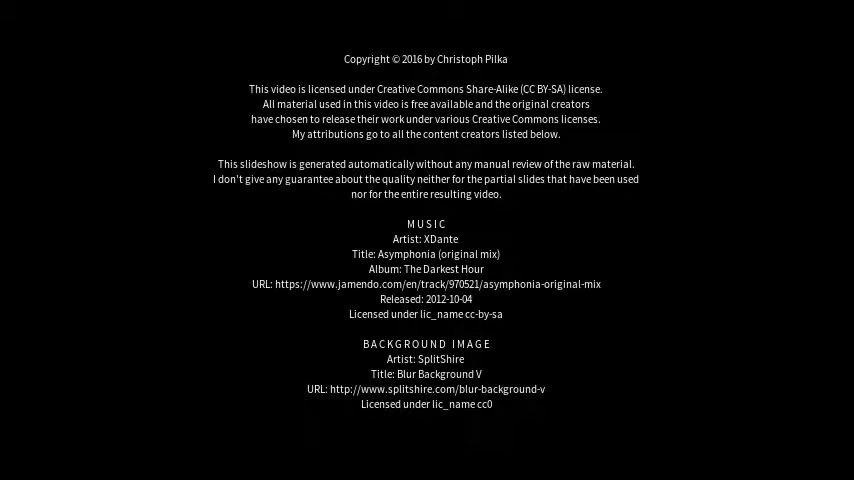 Copyright © 2016 by Christoph Pilka
This video is licensed under Creative Commons Share-Alike (CC BY-SA) license.
All material used in this video is free available and the original creators
have chosen to release their work under various Creative Commons licenses.
My attributions go to all the content creators listed below.
This slideshow is generated automatically without any manual review of the raw material.
I don't give any guarantee about the quality neither for the partial slides that have been used
nor for the entire resulting video.
MUSIC
Artist: XDante
Title: Asymphonia (original mix)
Album: The Darkest Hour
URL: https://www.jamendo.com/en/track/970521/asymphonia-original-mix
Released: 2012-10-04
Licensed under lic_name cc-by-sa
BACKGROUND IMAGE
Artist: SplitShire
Title: Blur Background V
URL: http://www.splitshire.com/blur-background-v
Licensed under lic_name cc0